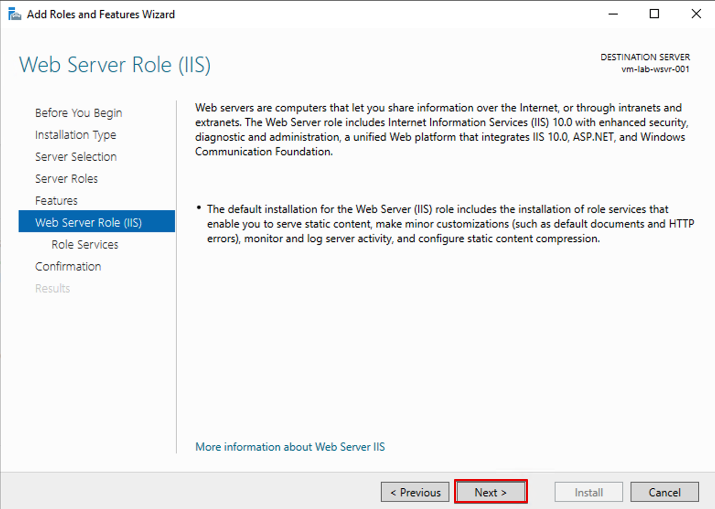 Add Roles and Features Wizard
Web Server Role (IIS)
DESTINATION SERVER
vm-lab-wsvr-001
Before You Begin
Installation Type
Server Selection
Server Roles
Features
Web Server Role (IIS)
Role Services
Confirmation
Results
Web servers are computers that let you share information over the Internet, or through intranets and
extranets. The Web Server role includes Internet Information Services (IIS) 10.0 with enhanced security,
diagnostic and administration, a unified Web platform that integrates IIS 10.0, ASP.NET, and Windows
Communication Foundation.
• The default installation for the Web Server (IIS) role includes the installation of role services that
enable you to serve static content, make minor customizations (such as default documents and HTTP
errors), monitor and log server activity, and configure static content compression.
More information about Web Server IIS
< Previous
Next >
Install
Cancel